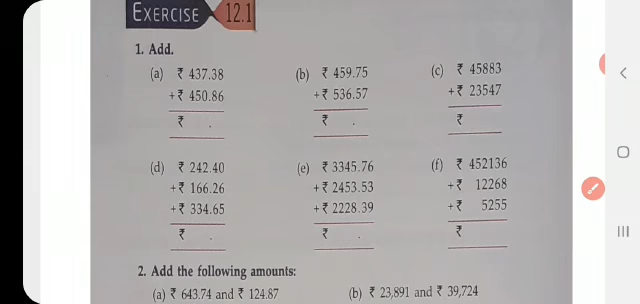 EXERCISE 12.1
1. Add.
(a) ₹ 437.38 (b) ₹ 459.75 (c) ₹ 45883
+₹ 450.86 +₹ 536.57 +₹ 23547
₹ . ₹ . ₹
(d) ₹ 242.40 (e) ₹ 3345.76 (f) ₹ 452136
+₹ 166.26 +₹ 2453.53 +₹ 12268
+₹ 334.65 +₹ 2228.39 +₹ 5255
₹ . ₹ . ₹
2. Add the following amounts:
(a) ₹ 643.74 and ₹ 124.87 (b) ₹ 23,891 and ₹ 39,724